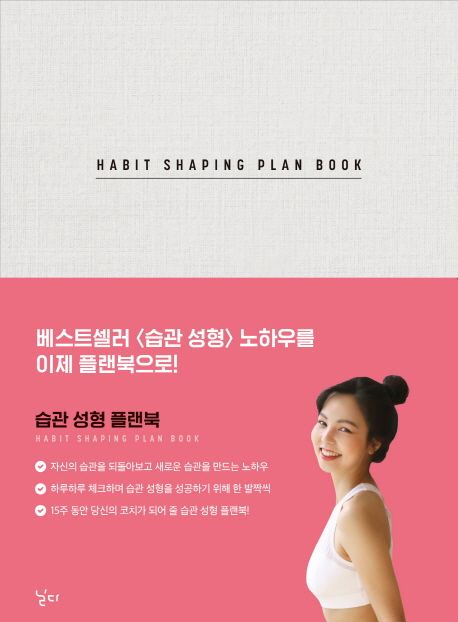 HABIT SHAPING PLAN BOOK
베스트셀러 〈습관 성형〉 노하우를
이제 플랜북으로!
습관 성형 플랜북
HABIT SHAPING PLAN BOOK
자신의 습관을 되돌아보고 새로운 습관을 만드는 노하우
하루하루 체크하며 습관 성형을 성공하기 위해 한 발짝씩
15주 동안 당신의 코치가 되어 줄 습관 성형 플랜북!
날다